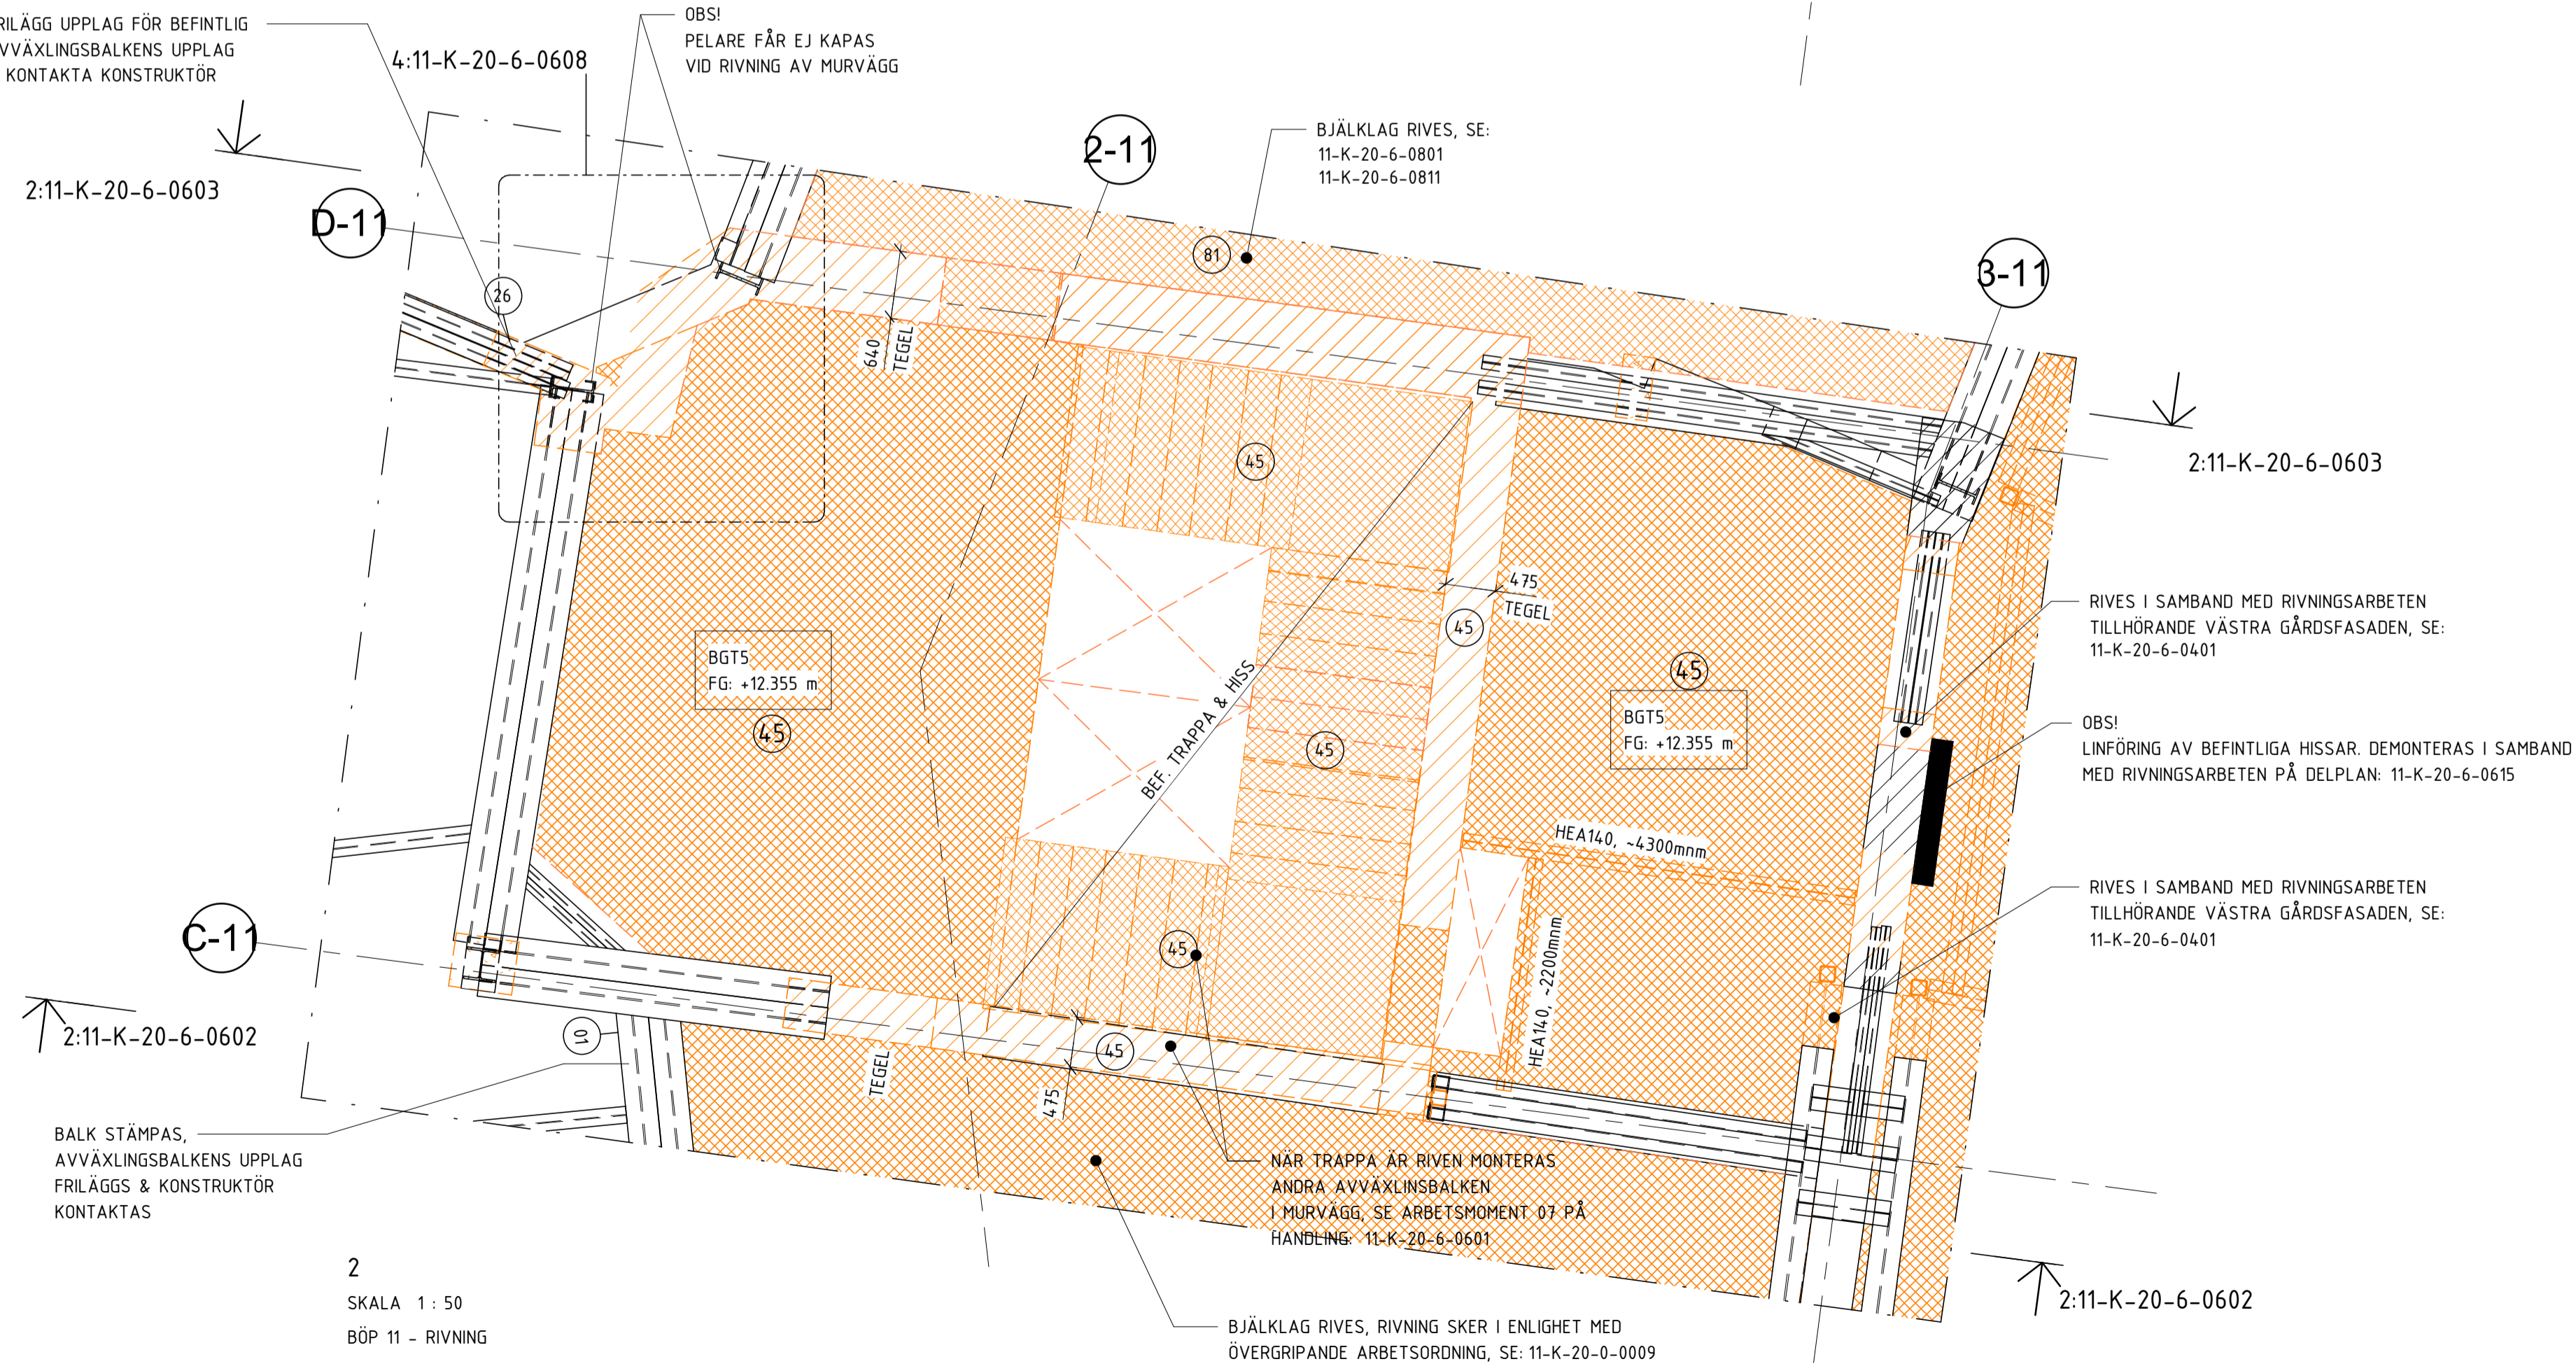 UPPLAG FÖR BEFINTLIG
UPPLAG
KONTAKTA KONSTRUKTÖR
OBS!
PELARE FÅR EJ KAPAS
VID RIVNING AV MURVÄGG
4:11-K-20-6-0608
2:11-K-20-6-0603
D-11
2-11
BJÄLKLAG RIVES, SE:
11-K-20-6-0801
11-K-20-6-0811
81
3-11
26
640
TEGEL
45
2:11-K-20-6-0603
475
TEGEL
45
RIVES I SAMBAND MED RIVNINGSARBETEN
TILLHÖRANDE VÄSTRA GÅRDSFASADEN, SE:
11-K-20-6-0401
BGT5
FG: +12.355 m
45
BEF. TRAPPA & HISS
45
45
BGT5
FG: +12.355 m
OBS!
LINFÖRING AV BEFINTLIGA HISSAR. DEMONTERAS I SAMBAND
MED RIVNINGSARBETEN PÅ DELPLAN: 11-K-20-6-0615
HEA140, ~4300mnm
HEA140, ~2200mnm
RIVES I SAMBAND MED RIVNINGSARBETEN
TILLHÖRANDE VÄSTRA GÅRDSFASADEN, SE:
11-K-20-6-0401
C-11
45
2:11-K-20-6-0602
01
TEGEL
45
475
BALK STÄMPAS,
AVVÄXLINGSBALKENS UPPLAG
FRILÄGGS & KONSTRUKTÖR
KONTAKTAS
NÄR TRAPPA ÄR RIVEN MONTERAS
ANDRA AVVÄXLINSBALKEN
I MURVÄGG, SE ARBETSMOMENT 07 PÅ
HANDLING: 11-K-20-6-0601
2:11-K-20-6-0602
2
SKALA 1 : 50
BÖP 11 - RIVNING
BJÄLKLAG RIVES, RIVNING SKER I ENLIGHET MED
ÖVERGRIPANDE ARBETSORDNING, SE: 11-K-20-0-0009